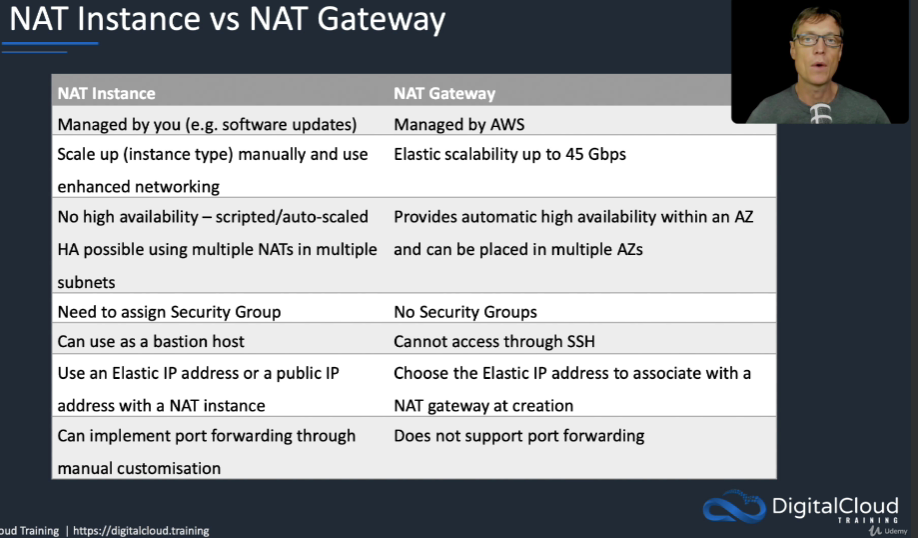 NAT Instance vs NAT Gateway
NAT Instance
NAT Gateway
Managed by you (e.g. software updates)
Managed by AWS
Scale up (instance type) manually and use
enhanced networking
Elastic scalability up to 45 Gbps
No high availability – scripted/auto-scaled
HA possible using multiple NATs in multiple
subnets
Provides automatic high availability within an AZ
and can be placed in multiple AZs
Need to assign Security Group
No Security Groups
Can use as a bastion host
Cannot access through SSH
Use an Elastic IP address or a public IP
address with a NAT instance
Choose the Elastic IP address to associate with a
NAT gateway at creation
Can implement port forwarding through
manual customisation
Does not support port forwarding
DigitalCloud
TRAINING
oud Training | https://digitalcloud.training
Udemy